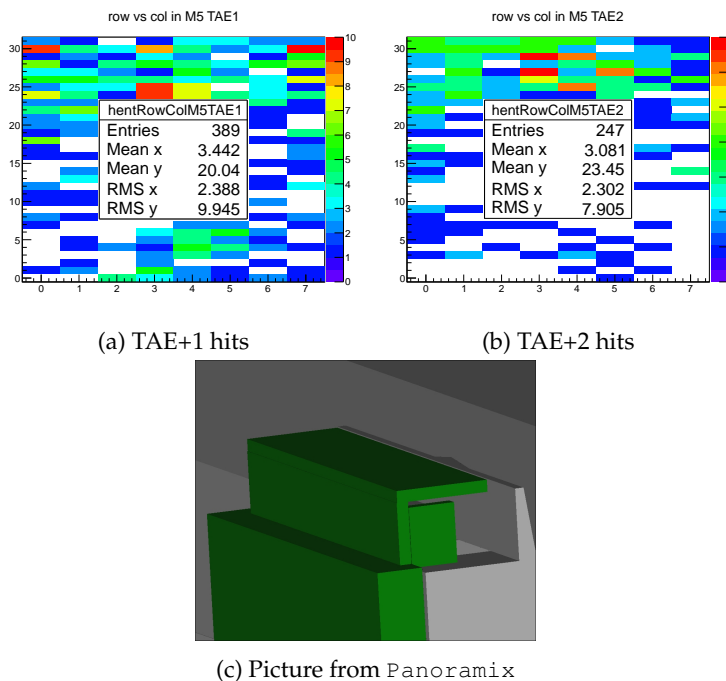 row vs col in M5 TAE1
30
25
20
15
10
5
0
0 1 2 3 4 5 6 7
10
9
8
7
6
5
4
3
2
1
0
hentRowColM5TAE1
Entries 389
Mean x 3.442
Mean y 20.04
RMS x 2.388
RMS y 9.945
row vs col in M5 TAE2
30
25
20
15
10
5
0
0 1 2 3 4 5 6 7
hentRowColM5TAE2
Entries 247
Mean x 3.081
Mean y 23.45
RMS x 2.302
RMS y 7.905
(a) TAE+1 hits
(b) TAE+2 hits
(c) Picture from Panoramix